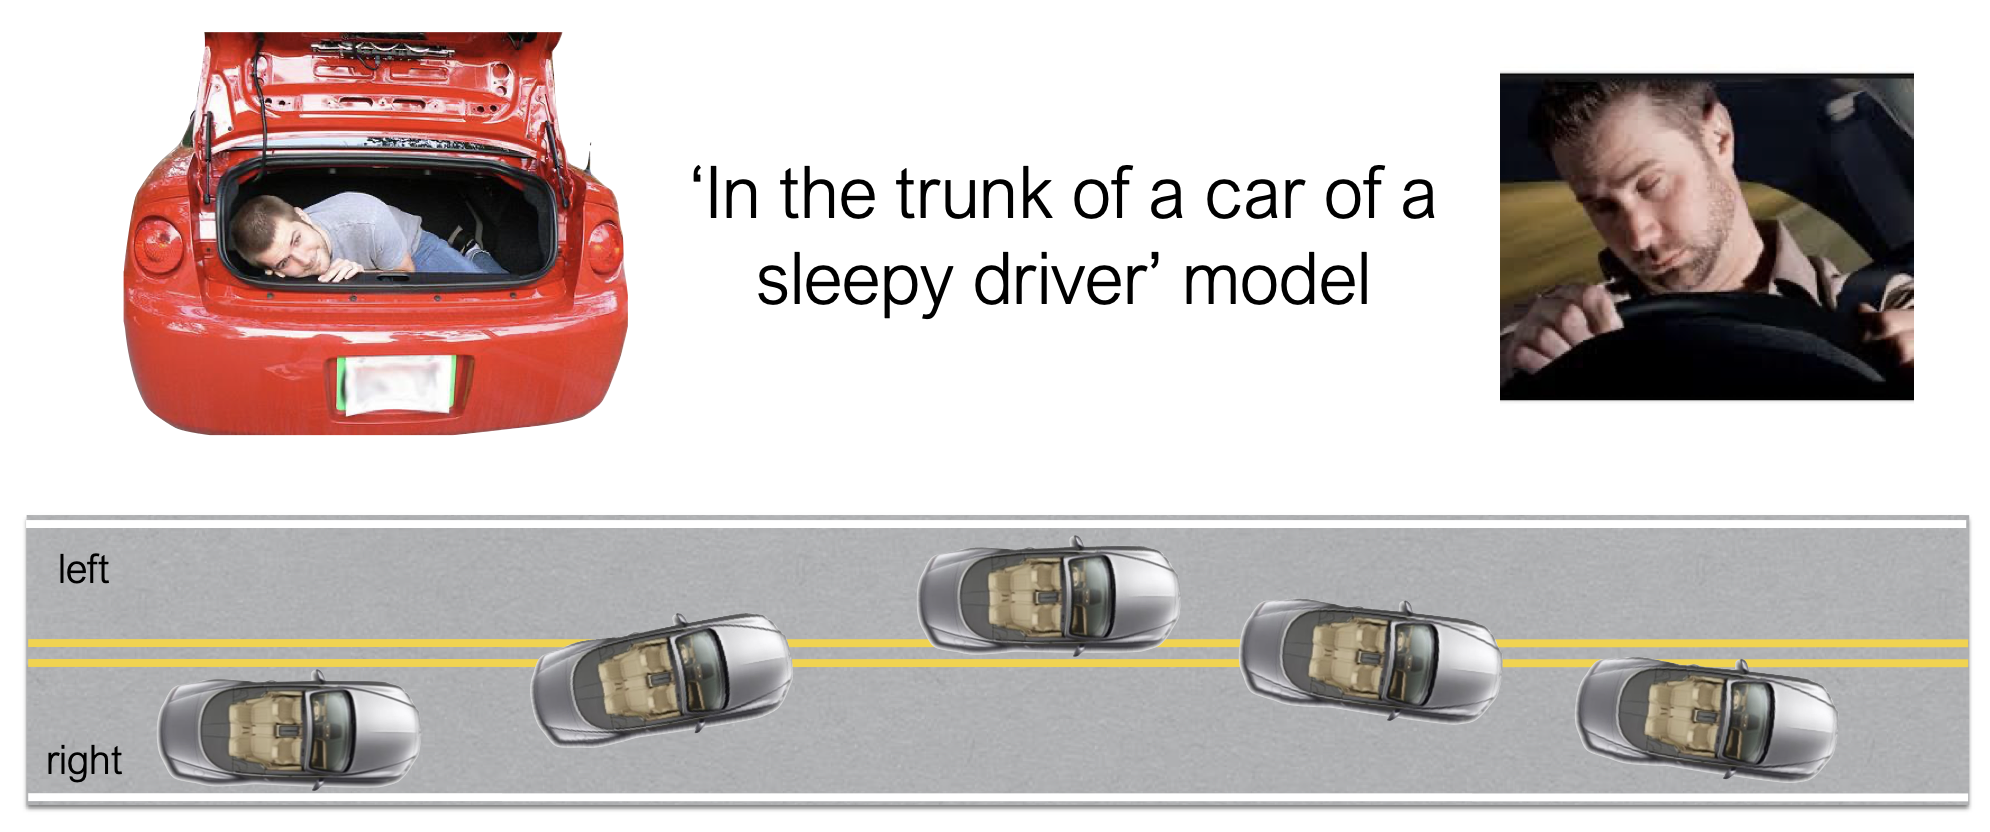 ‘In the trunk of a car of a
sleepy driver’ model
left
right